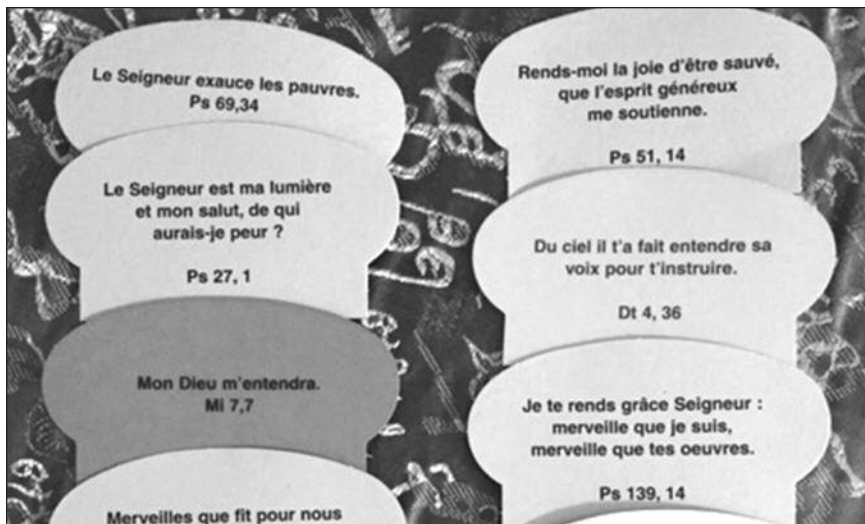 Le Seigneur exauce les pauvres.
Ps 69,34
Le Seigneur est ma lumière
et mon salut, de qui
aurais-je peur ?
Ps 27, 1
Mon Dieu m'entendra.
Mi 7,7
Merveilles que fit pour nous
Rends-moi la joie d'être sauvé,
que l'esprit généreux
me soutienne.
Ps 51, 14
Du ciel il t'a fait entendre sa
voix pour t'instruire.
Dt 4, 36
Je te rends grâce Seigneur :
merveille que je suis,
merveille que tes oeuvres.
Ps 139, 14